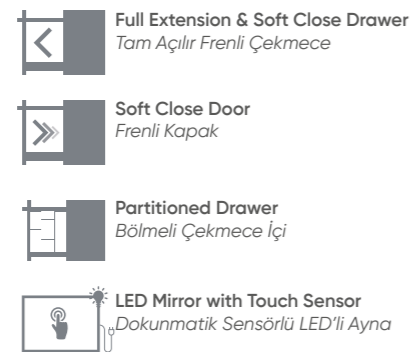 Full Extension & Soft Close Drawer
Tam Açılır Frenli Çekmece
Soft Close Door
Frenli Kapak
Partitioned Drawer
Bölmeli Çekmece İçi
LED Mirror with Touch Sensor
Dokunmatik Sensörlü LED'li Ayna